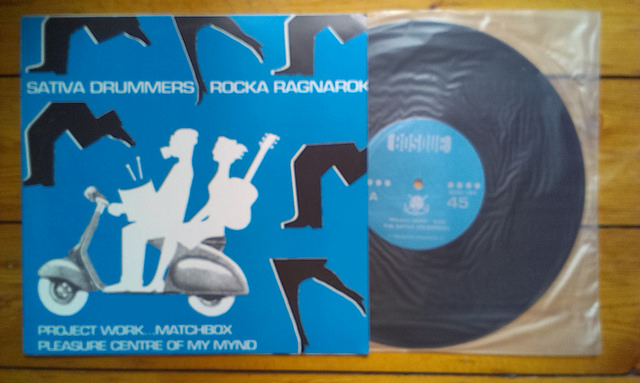 SATIVA DRUMMERS ROCKA RAGNAROK
PROJECT WORK...MATCHBOX
PLEASURE CENTRE OF MY MYND
BOSQUE
A
45